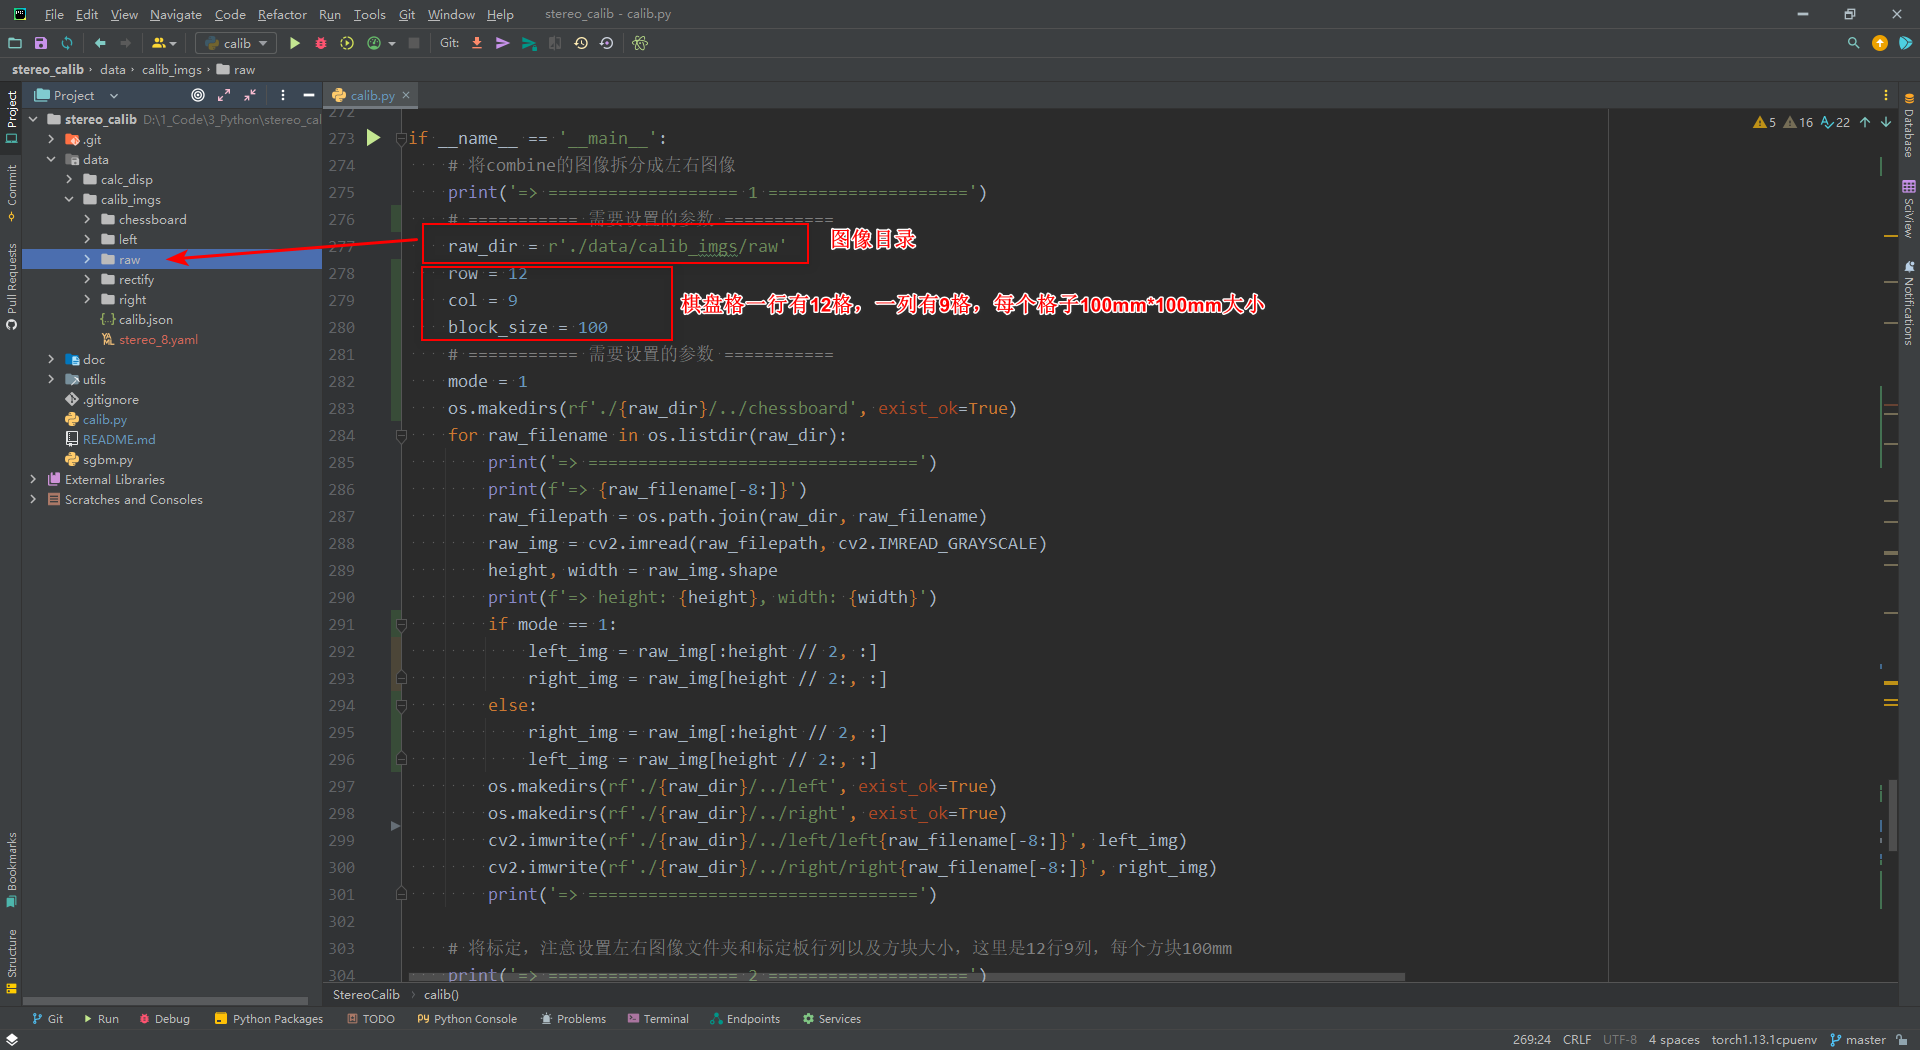 File Edit View Navigate Code Refactor Run Tools Git Window Help stereo_calib - calib.py
calib Git:
stereo_calib › data › calib_imgs › raw
Project
calib.py
Project
Commit
Pull Requests
Bookmarks
Structure
stereo_calib D:\1_Code\3_Python\stereo_cal
.git
data
calc_disp
calib_imgs
chessboard
left
raw
rectify
right
calib.json
stereo_8.yaml
doc
utils
.gitignore
calib.py
README.md
sgbm.py
External Libraries
Scratches and Consoles
5 16 22
272
273 if __name__ == '__main__':
274 # 将combine的图像拆分成左右图像
275 print('=> =================== 1 ====================')
276 # =========== 需要设置的参数 ===========
277 raw_dir = r'./data/calib_imgs/raw'
图像目录
278 row = 12
279 col = 9
棋盘格一行有12格，一列有9格，每个格子100mm*100mm大小
280 block_size = 100
281 # =========== 需要设置的参数 ===========
282 mode = 1
283 os.makedirs(rf'./{raw_dir}/../chessboard', exist_ok=True)
284 for raw_filename in os.listdir(raw_dir):
285 print('=> =================================')
286 print(f'=> {raw_filename[-8:]}')
287 raw_filepath = os.path.join(raw_dir, raw_filename)
288 raw_img = cv2.imread(raw_filepath, cv2.IMREAD_GRAYSCALE)
289 height, width = raw_img.shape
290 print(f'=> height: {height}, width: {width}')
291 if mode == 1:
292 left_img = raw_img[:height // 2, :]
293 right_img = raw_img[height // 2:, :]
294 else:
295 right_img = raw_img[:height // 2, :]
296 left_img = raw_img[height // 2:, :]
297 os.makedirs(rf'./{raw_dir}/../left', exist_ok=True)
298 os.makedirs(rf'./{raw_dir}/../right', exist_ok=True)
299 cv2.imwrite(rf'./{raw_dir}/../left/left{raw_filename[-8:]}', left_img)
300 cv2.imwrite(rf'./{raw_dir}/../right/right{raw_filename[-8:]}', right_img)
301 print('=> =================================')
302
303 # 将标定，注意设置左右图像文件夹和标定板行列以及方块大小，这里是12行9列，每个方块100mm
304 print('=> =================== 2 ====================')
Database
SciView
Notifications
StereoCalib › calib()
Git Run Debug Python Packages TODO Python Console Problems Terminal Endpoints Services
269:24 CRLF UTF-8 4 spaces torch1.13.1cpuenv master